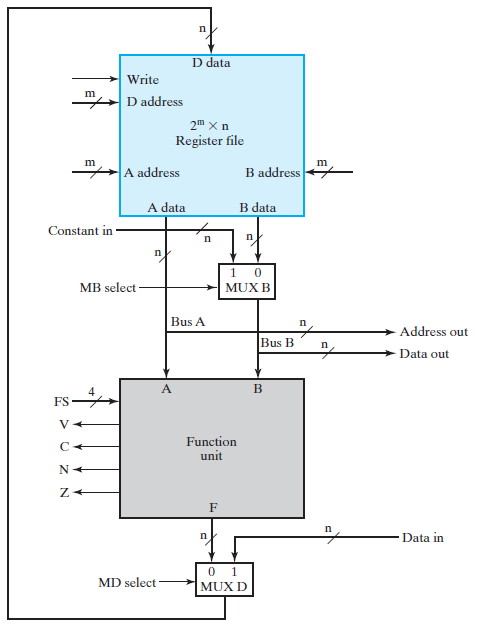 n
D data
Write
m
D address
2ᵐ × n
Register file
m
A address
B address
m
A data
B data
Constant in
n
n
n
1 0
MB select
MUX B
Bus A
n
Address out
Bus B
n
Data out
A
B
4
FS
V
C
Function
unit
N
Z
F
n
n
Data in
0 1
MD select
MUX D